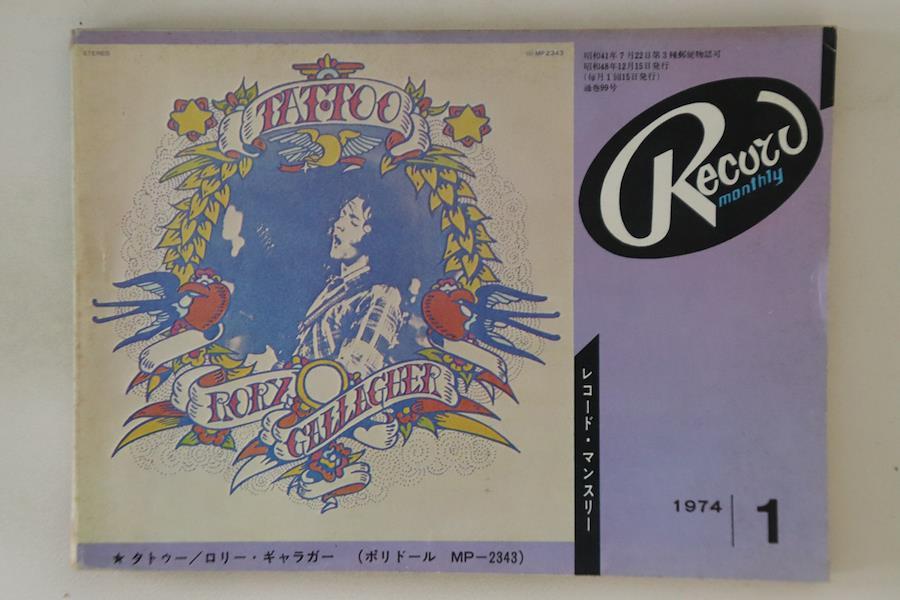 STEREO
MP2343
TATTOO
RORY
GALLAGHER
★ タトゥー/ロリー・ギャラガー (ポリドール MP-2343)
昭和41年7月22日第3種郵便物認可
昭和48年12月15日発行
(毎月1回15日発行)
通巻99号
Record
monthly
レコード・マンスリー
1974 | 1